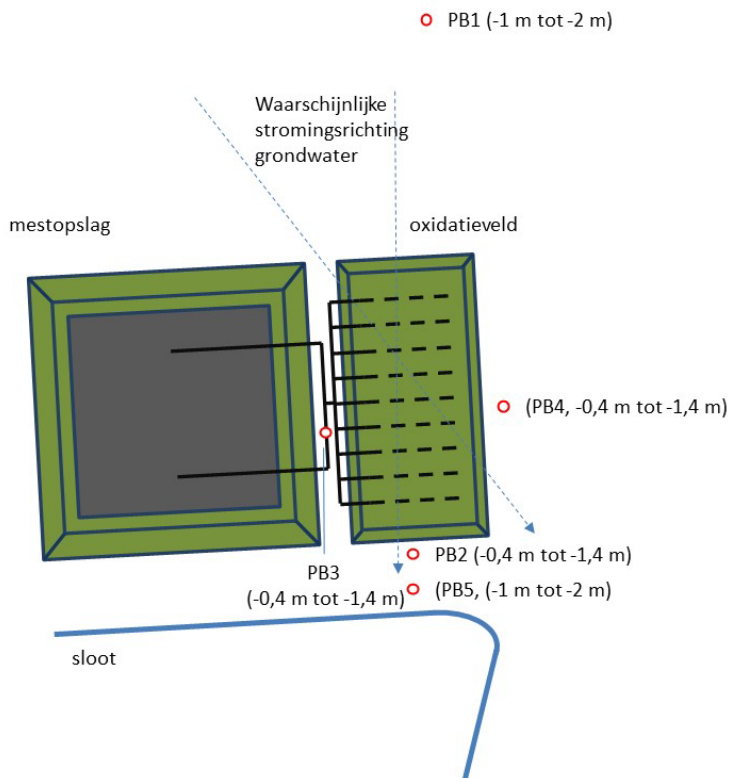 PB1 (-1 m tot -2 m)
Waarschijnlijke
stromingsrichting
grondwater
mestopslag
oxidatieveld
(PB4, -0,4 m tot -1,4 m)
PB2 (-0,4 m tot -1,4 m)
PB3
(-0,4 m tot -1,4 m)
(PB5, (-1 m tot -2 m)
sloot